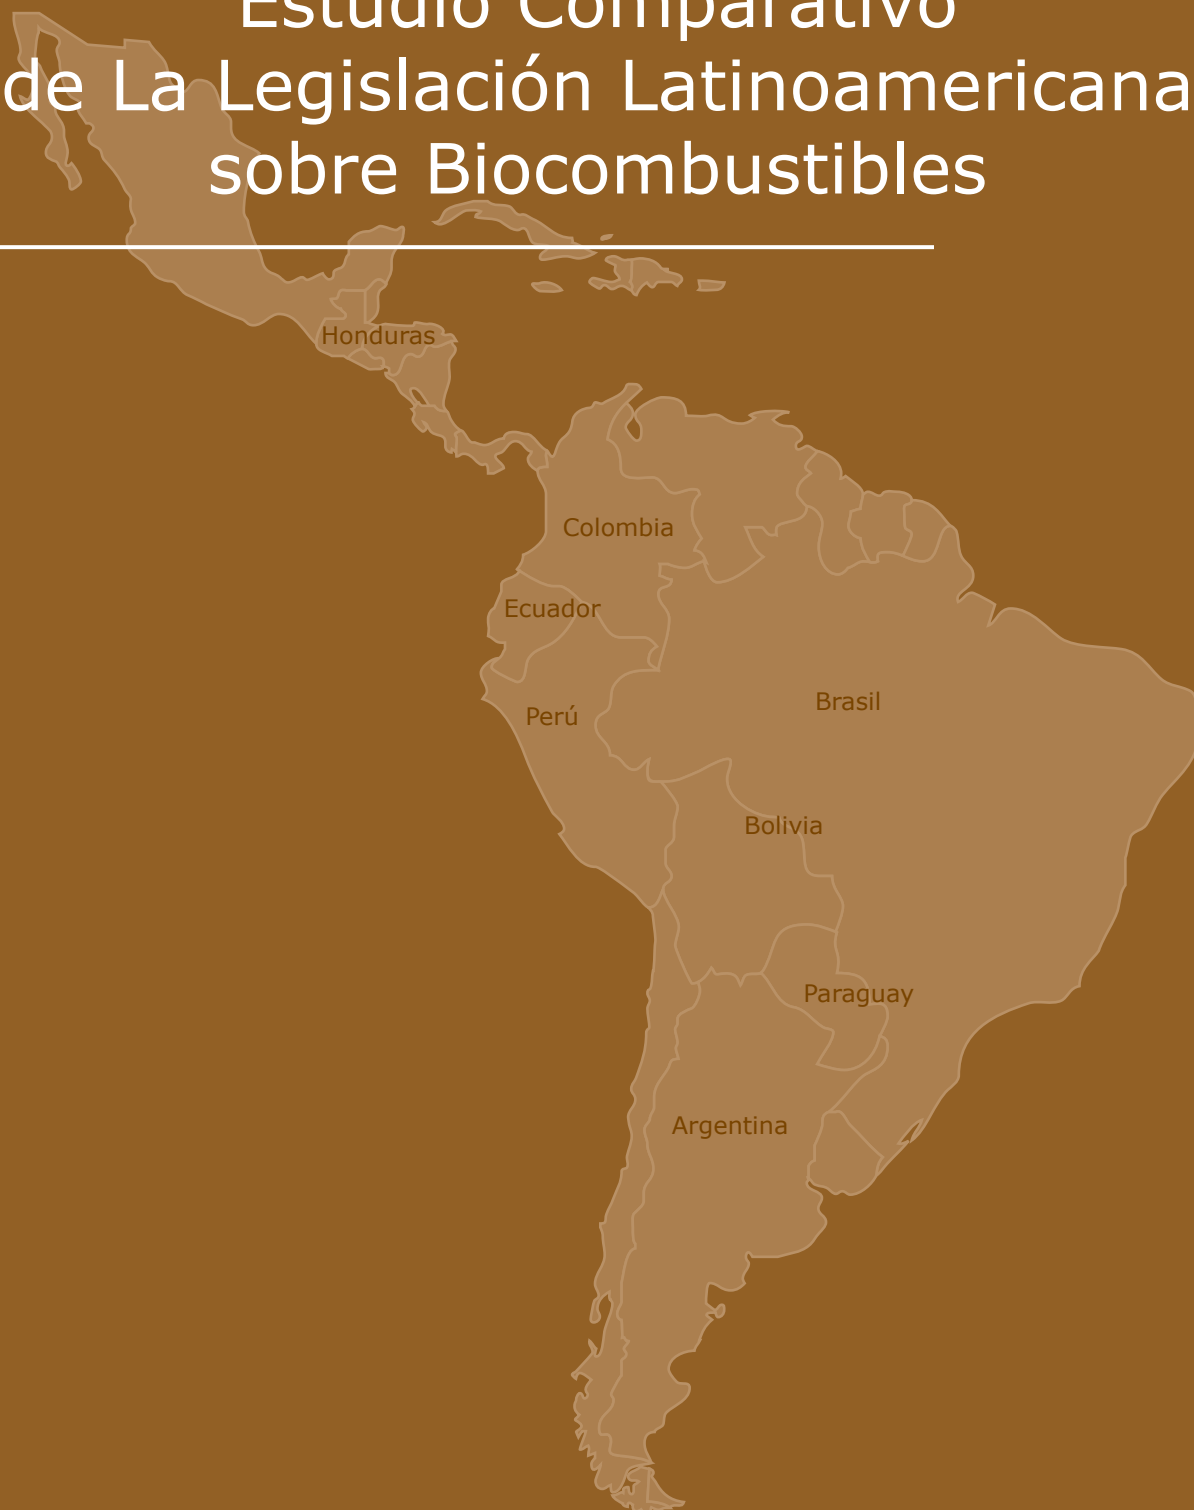 Estudio Comparativo
de La Legislación Latinoamericana
sobre Biocombustibles
Honduras
Colombia
Ecuador
Perú
Brasil
Bolivia
Paraguay
Argentina